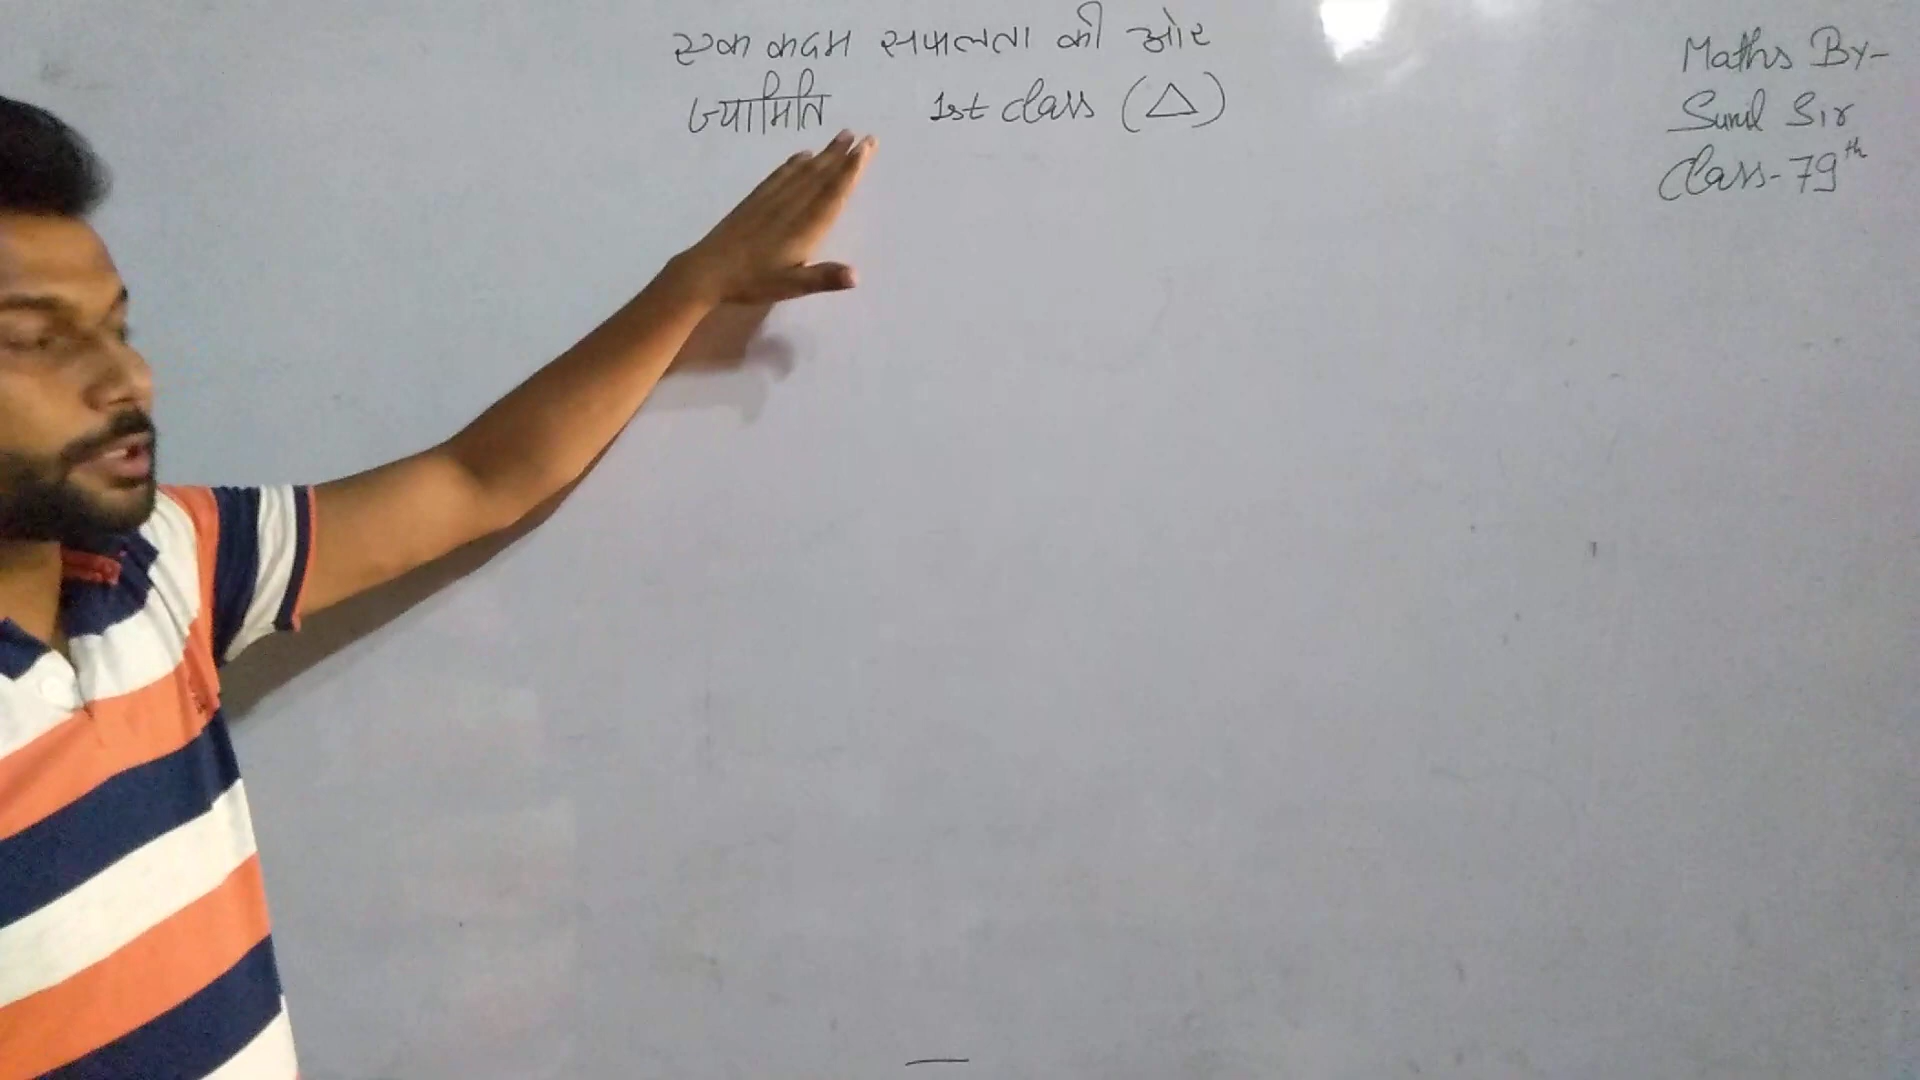 एक कदम सफलता की ओर
ज्यामिति 1st class (△)
Maths By-
Sunil Sir
Class-79th